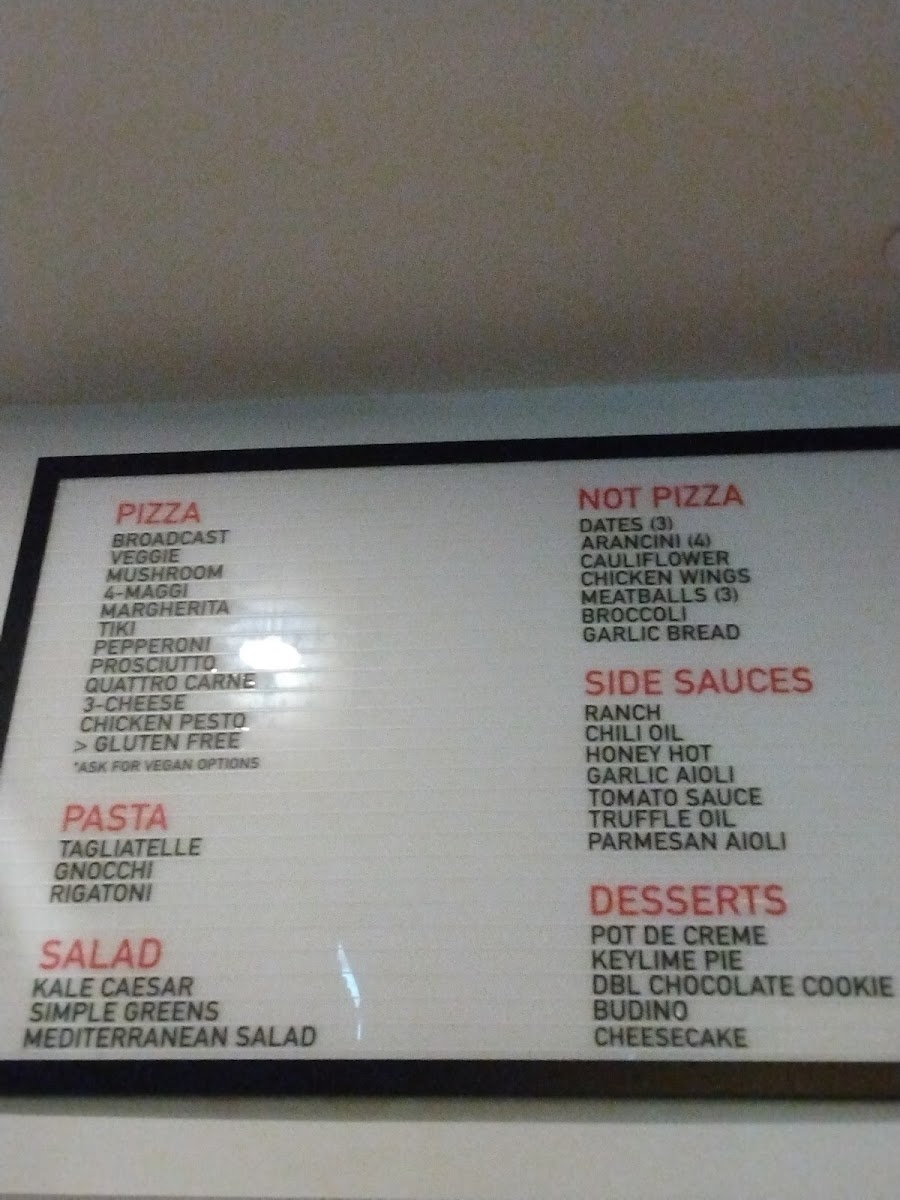 PIZZA
BROADCAST
VEGGIE
MUSHROOM
4-MAGGI
MARGHERITA
TIKI
PEPPERONI
PROSCIUTTO
QUATTRO CARNE
3-CHEESE
CHICKEN PESTO
> GLUTEN FREE
*ASK FOR VEGAN OPTIONS
PASTA
TAGLIATELLE
GNOCCHI
RIGATONI
SALAD
KALE CAESAR
SIMPLE GREENS
MEDITERRANEAN SALAD
NOT PIZZA
DATES (3)
ARANCINI (4)
CAULIFLOWER
CHICKEN WINGS
MEATBALLS (3)
BROCCOLI
GARLIC BREAD
SIDE SAUCES
RANCH
CHILI OIL
HONEY HOT
GARLIC AIOLI
TOMATO SAUCE
TRUFFLE OIL
PARMESAN AIOLI
DESSERTS
POT DE CREME
KEYLIME PIE
DBL CHOCOLATE COOKIE
BUDINO
CHEESECAKE